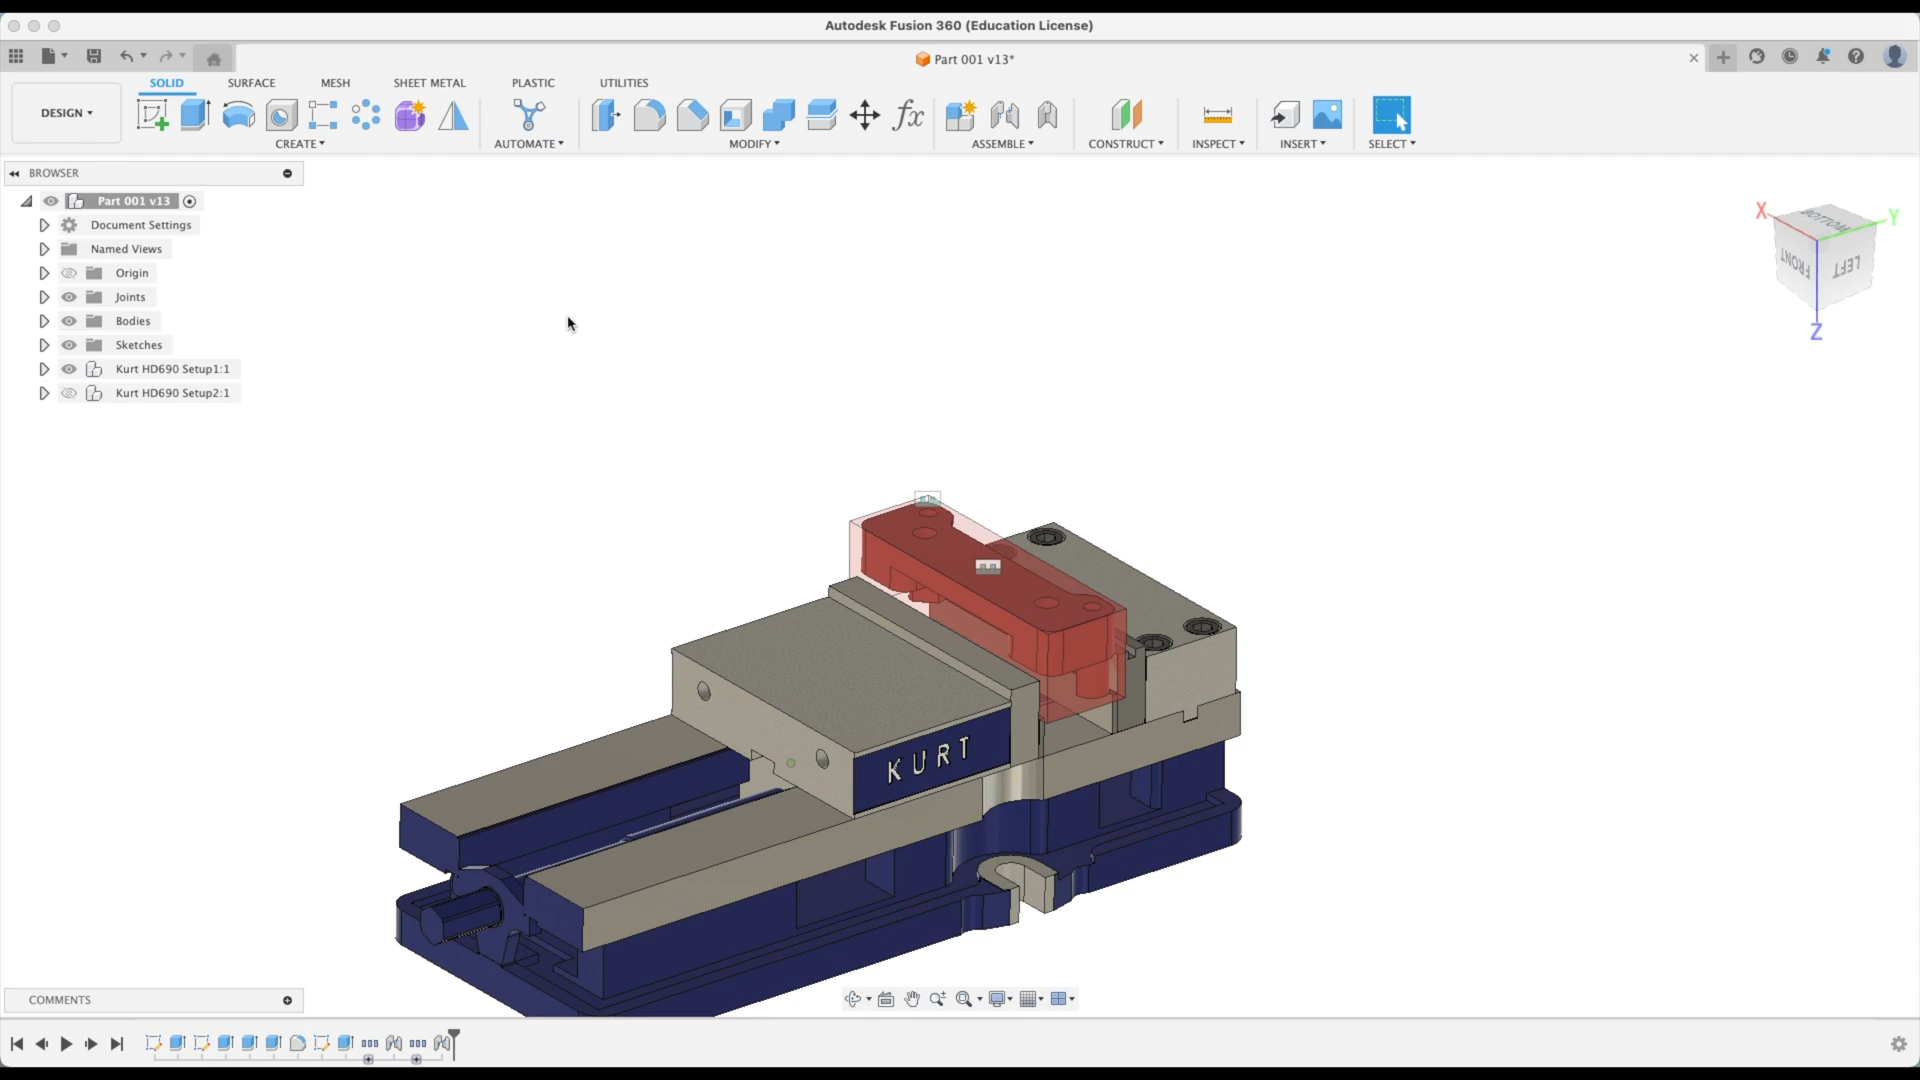 Autodesk Fusion 360 (Education License)
Part 001 v13*
DESIGN
SOLID SURFACE MESH SHEET METAL PLASTIC UTILITIES
fx
CREATE AUTOMATE MODIFY ASSEMBLE CONSTRUCT INSPECT INSERT SELECT
BROWSER
Part 001 v13
Document Settings
Named Views
Origin
Joints
Bodies
Sketches
Kurt HD690 Setup1:1
Kurt HD690 Setup2:1
X
Y
BOTTOM
FRONT
LEFT
Z
KURT
COMMENTS